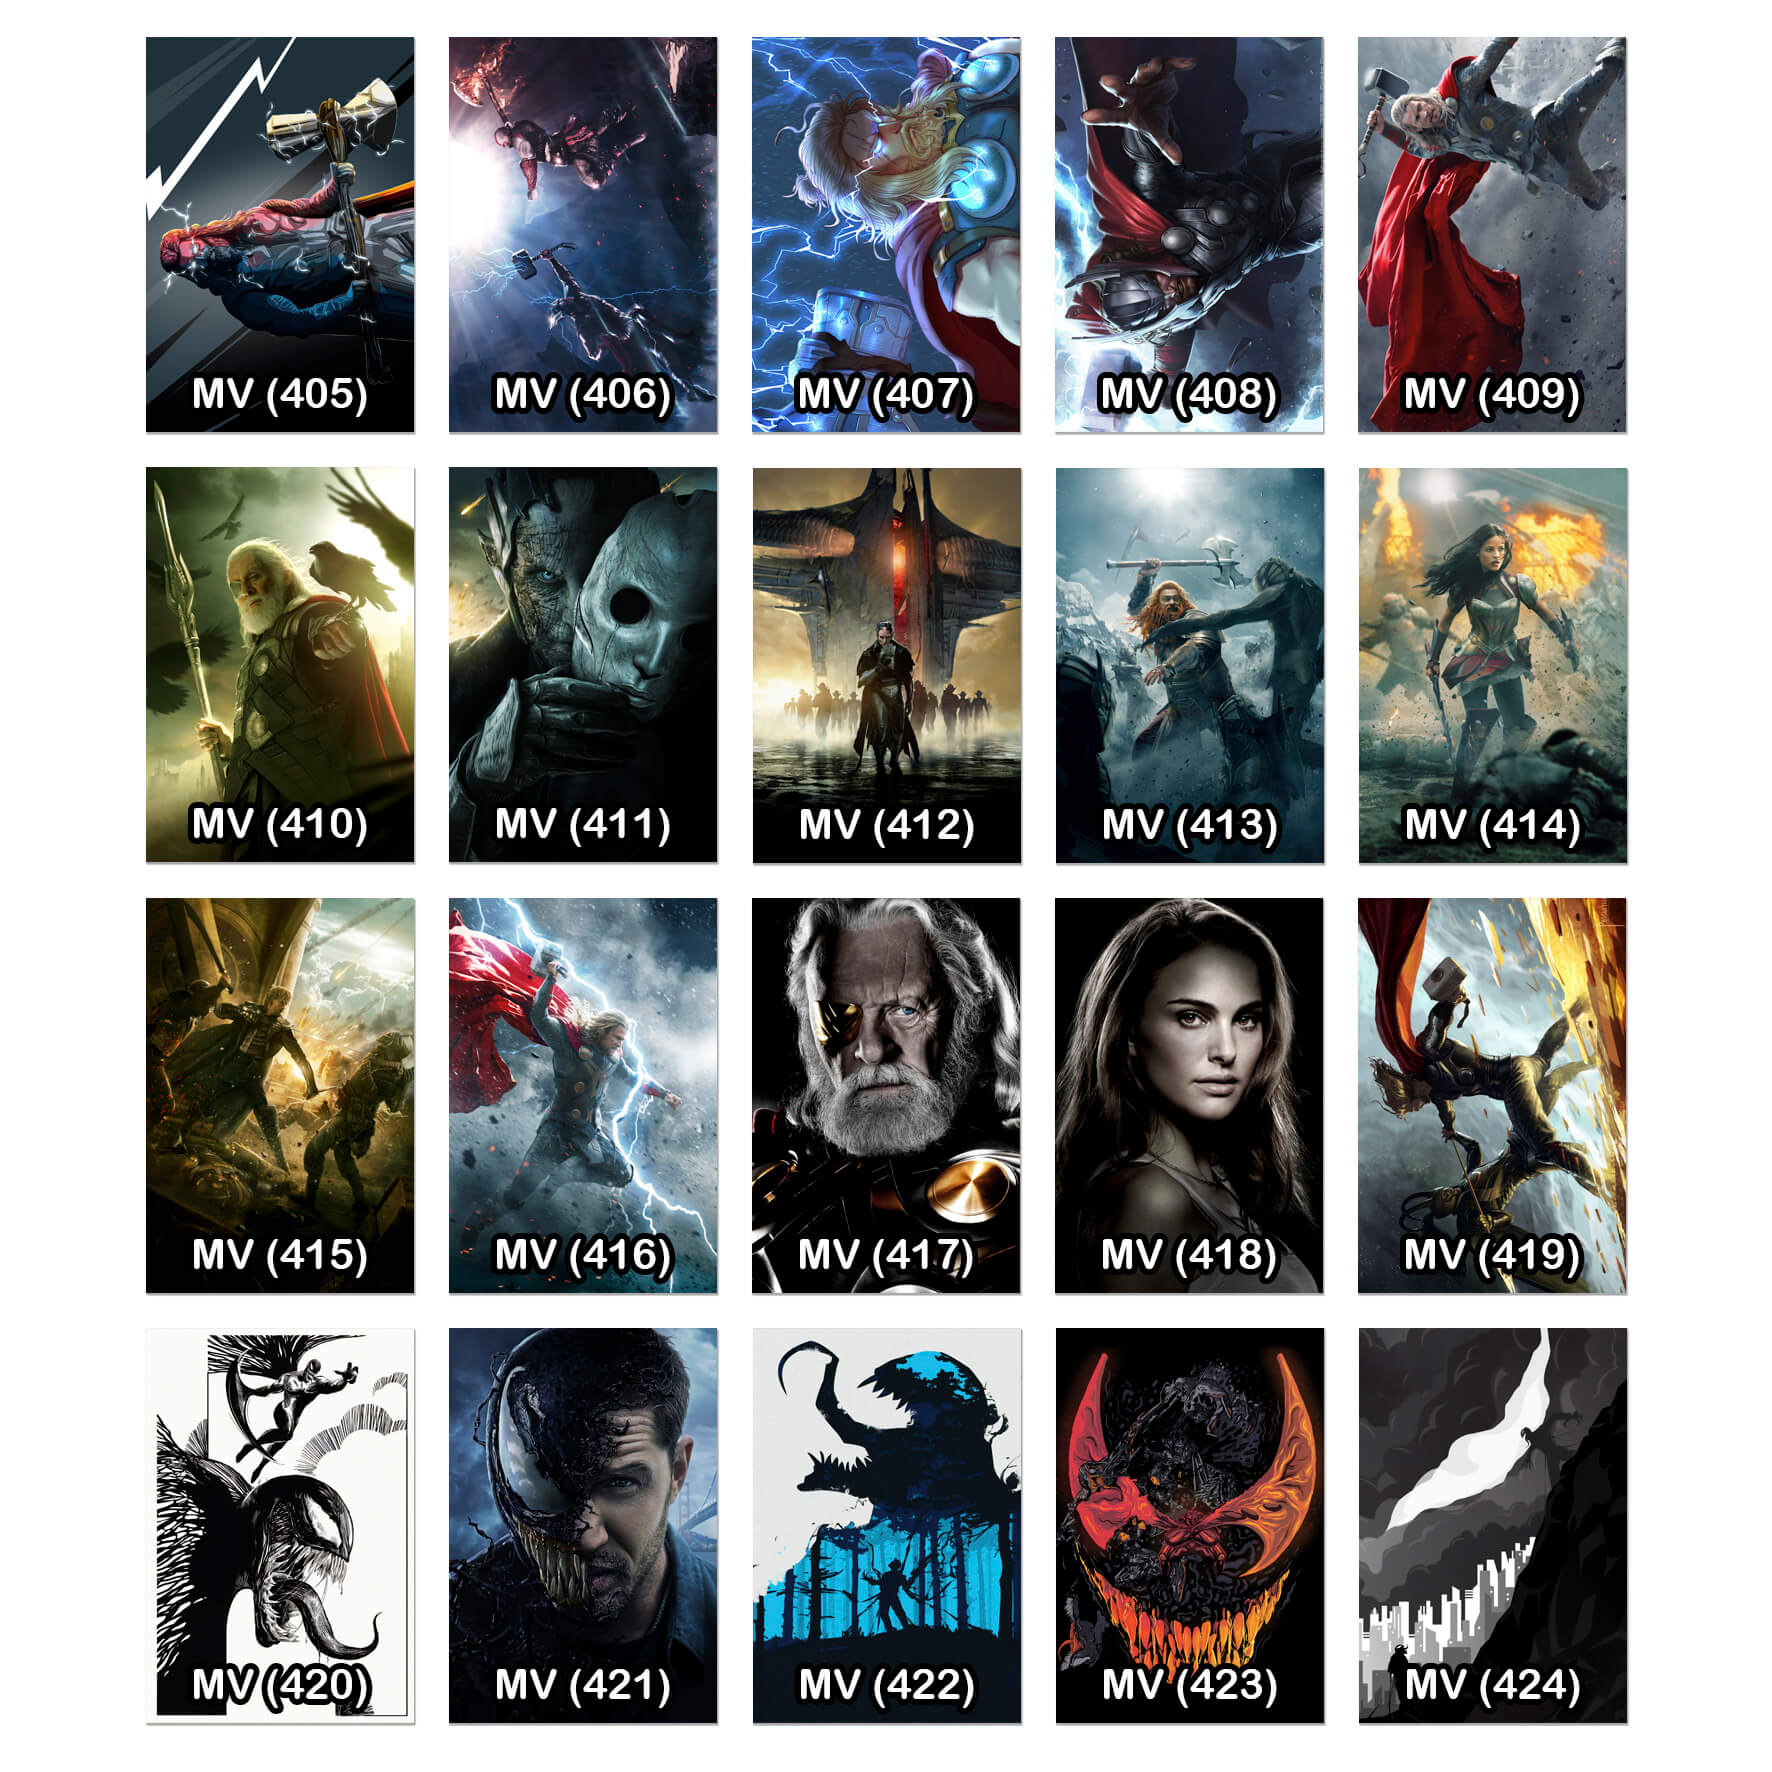 MV (405)
MV (406)
MV (407)
MV (408)
MV (409)
MV (410)
MV (411)
MV (412)
MV (413)
MV (414)
MV (415)
MV (416)
MV (417)
MV (418)
MV (419)
MV (420)
MV (421)
MV (422)
MV (423)
MV (424)